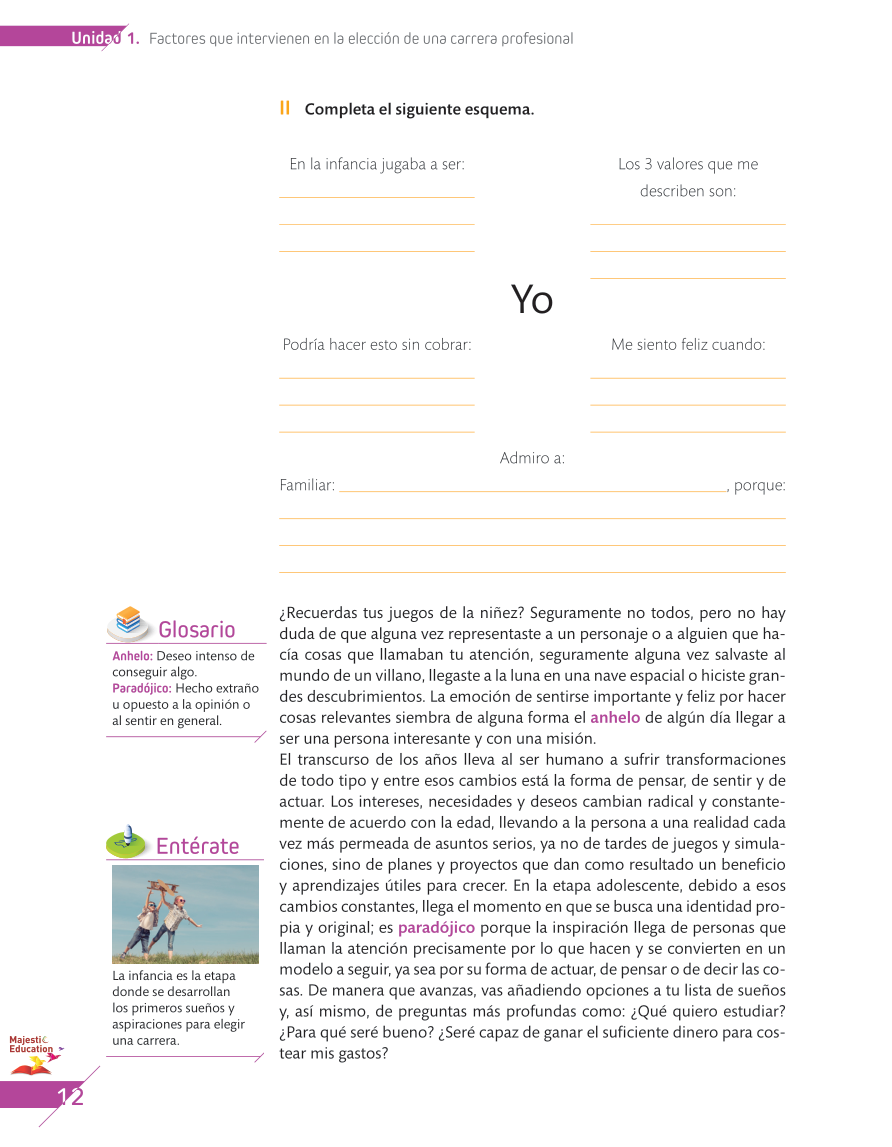 Unidad 1. Factores que intervienen en la elección de una carrera profesional
II Completa el siguiente esquema.
En la infancia jugaba a ser:
Los 3 valores que me
describen son:
Yo
Podría hacer esto sin cobrar:
Me siento feliz cuando:
Admiro a:
Familiar: , porque:
Glosario
Anhelo: Deseo intenso de
conseguir algo.
Paradójico: Hecho extraño
u opuesto a la opinión o
al sentir en general.
Entérate
La infancia es la etapa
donde se desarrollan
los primeros sueños y
aspiraciones para elegir
una carrera.
¿Recuerdas tus juegos de la niñez? Seguramente no todos, pero no hay
duda de que alguna vez representaste a un personaje o a alguien que ha-
cía cosas que llamaban tu atención, seguramente alguna vez salvaste al
mundo de un villano, llegaste a la luna en una nave espacial o hiciste gran-
des descubrimientos. La emoción de sentirse importante y feliz por hacer
cosas relevantes siembra de alguna forma el anhelo de algún día llegar a
ser una persona interesante y con una misión.
El transcurso de los años lleva al ser humano a sufrir transformaciones
de todo tipo y entre esos cambios está la forma de pensar, de sentir y de
actuar. Los intereses, necesidades y deseos cambian radical y constante-
mente de acuerdo con la edad, llevando a la persona a una realidad cada
vez más permeada de asuntos serios, ya no de tardes de juegos y simula-
ciones, sino de planes y proyectos que dan como resultado un beneficio
y aprendizajes útiles para crecer. En la etapa adolescente, debido a esos
cambios constantes, llega el momento en que se busca una identidad pro-
pia y original; es paradójico porque la inspiración llega de personas que
llaman la atención precisamente por lo que hacen y se convierten en un
modelo a seguir, ya sea por su forma de actuar, de pensar o de decir las co-
sas. De manera que avanzas, vas añadiendo opciones a tu lista de sueños
y, así mismo, de preguntas más profundas como: ¿Qué quiero estudiar?
¿Para qué seré bueno? ¿Seré capaz de ganar el suficiente dinero para cos-
tear mis gastos?
Majestic
Education
12